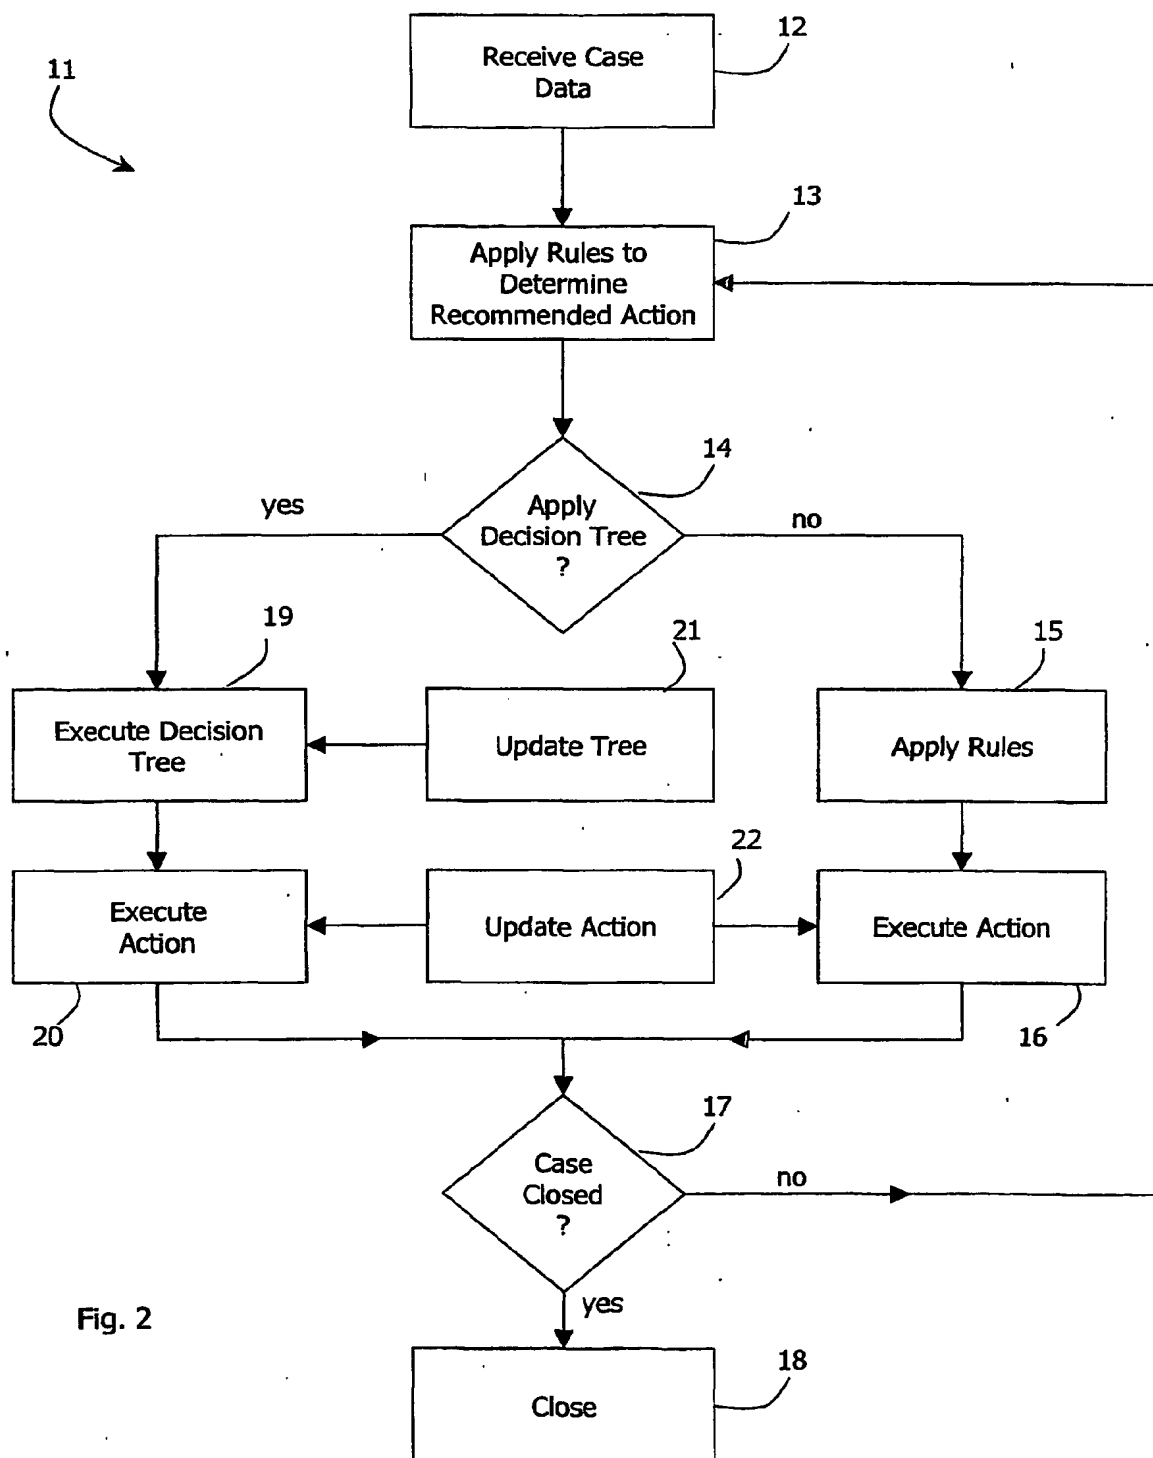 12
Receive Case
Data
11
13
Apply Rules to
Determine
Recommended Action
14
yes
Apply
Decision Tree
?
no
19
21
15
Execute Decision
Tree
Update Tree
Apply Rules
22
Execute
Action
Update Action
Execute Action
20
16
17
Case
Closed
?
no
yes
Fig. 2
18
Close